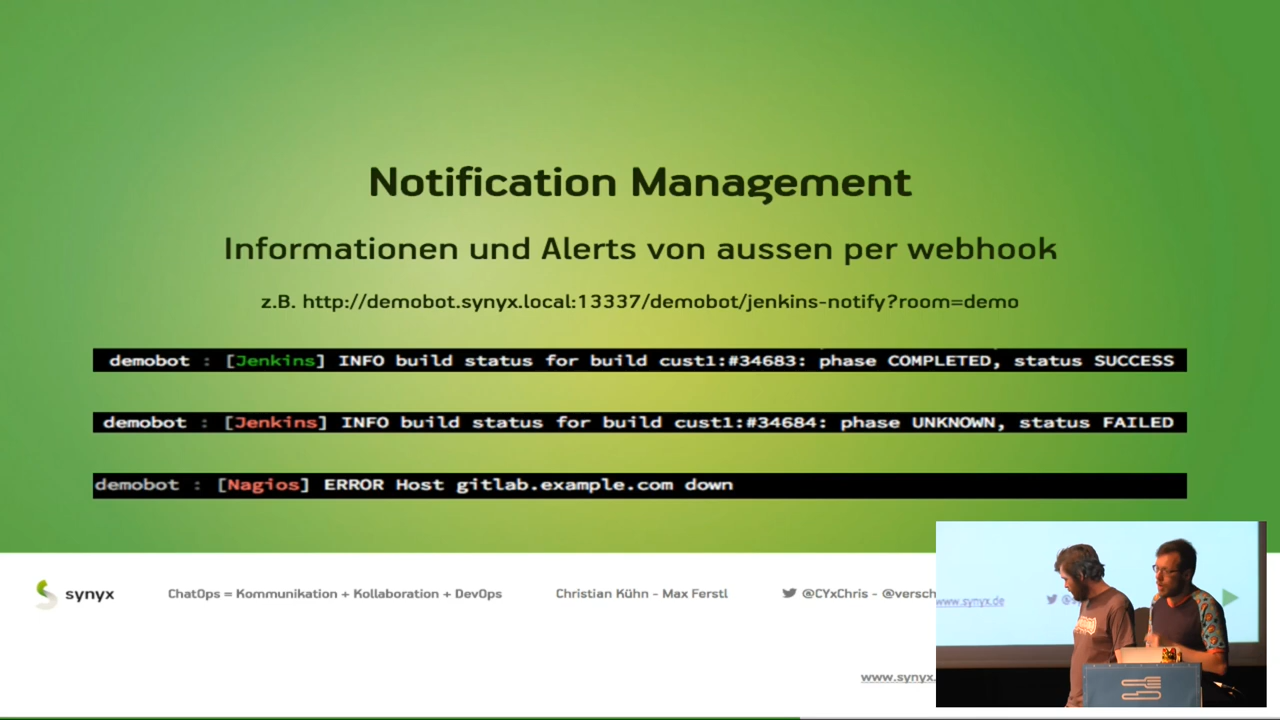 Notification Management
Informationen und Alerts von aussen per webhook
z.B. http://demobot.synyx.local:13337/demobot/jenkins-notify?room=demo
demobot : [Jenkins] INFO build status for build cust1:#34683: phase COMPLETED, status SUCCESS
demobot : [Jenkins] INFO build status for build cust1:#34684: phase UNKNOWN, status FAILED
demobot : [Nagios] ERROR Host gitlab.example.com down
synyx
ChatOps = Kommunikation + Kollaboration + DevOps
Christian Kühn - Max Ferstl
@CYxChris - @versch
www.synyx.de
www.synyx.